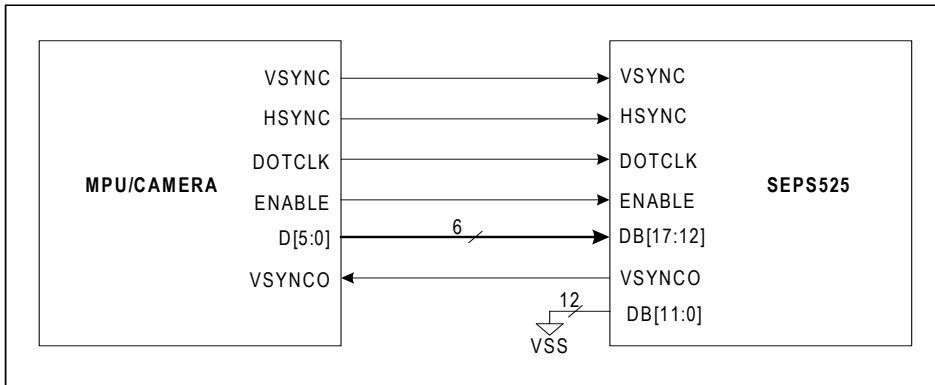 VSYNC
HSYNC
DOTCLK
MPU/CAMERA
ENABLE
D[5:0]
VSYNCO
6
12
VSS
VSYNC
HSYNC
DOTCLK
SEPS525
ENABLE
DB[17:12]
VSYNCO
DB[11:0]